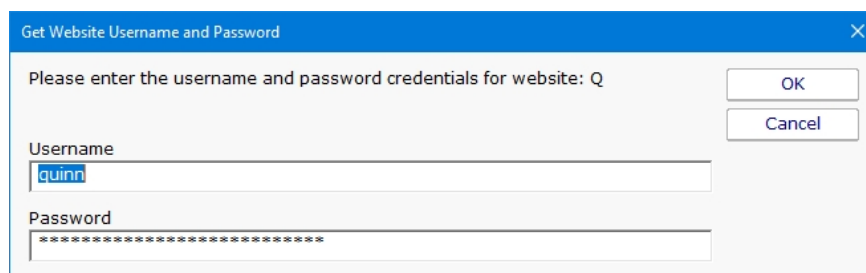 Get Website Username and Password
Please enter the username and password credentials for website: Q
OK
Cancel
Username
quinn
Password
***************************